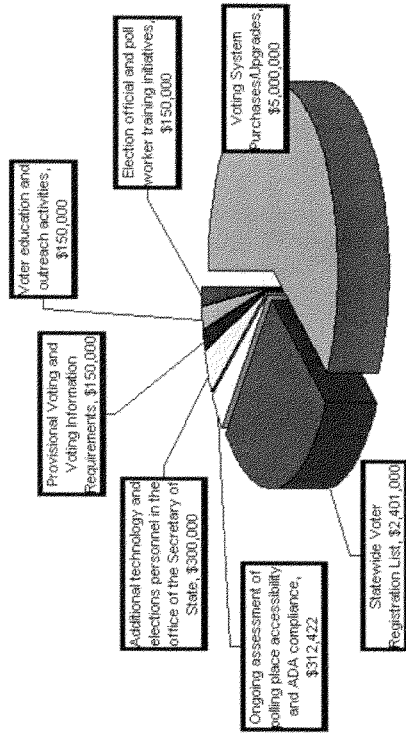 Voter education and
outreach activities,
$150,000
Election official and poll
worker training initiatives,
$150,000
Voting System
Purchases/Upgrades,
$5,000,000
Provisional Voting and
Voting Information
Requirements, $150,000
Additional technology and
elections personnel in the
office of the Secretary of
State, $300,000
Ongoing assessment of
polling place accessibility
and ADA compliance,
$312,422
Statewide Voter
Registration List, $2,401,000